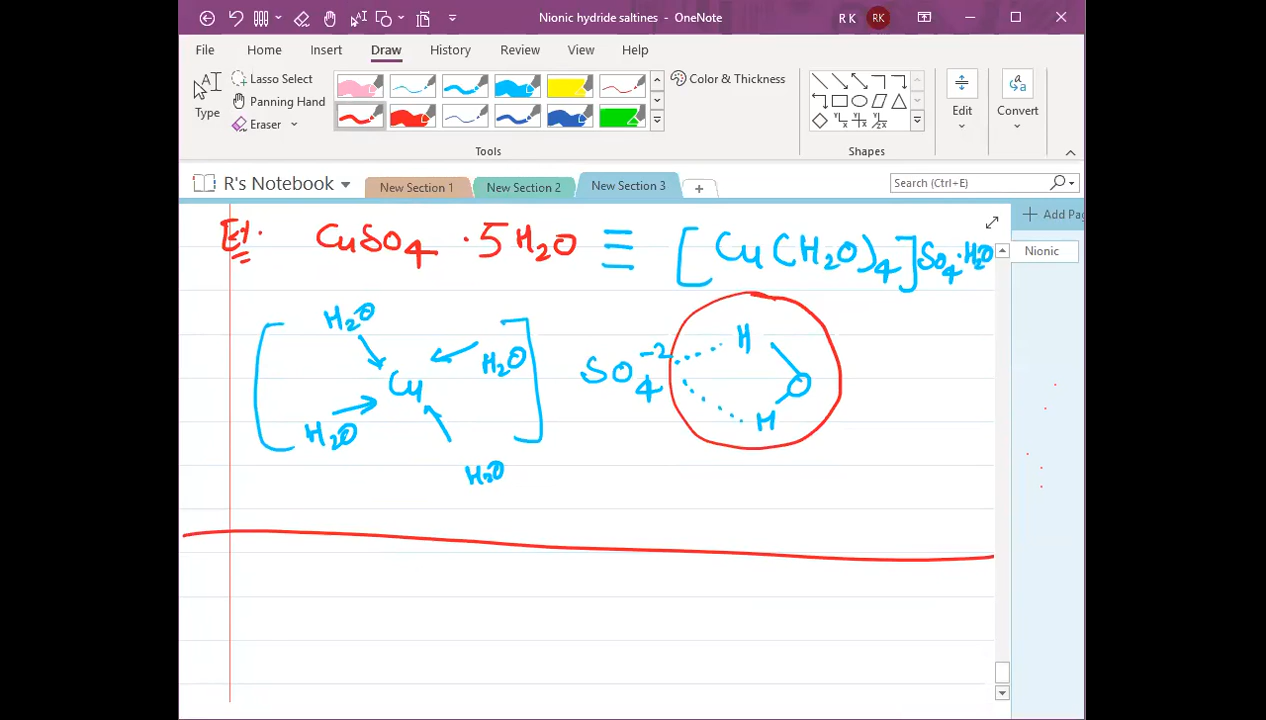 Nionic hydride saltines - OneNote
R K
RK
File Home Insert Draw History Review View Help
Type
Lasso Select
Panning Hand
Eraser
Color & Thickness
Edit
Convert
Tools
Shapes
R's Notebook
New Section 1
New Section 2
New Section 3
Search (Ctrl+E)
Add Pag
Nionic
Ex. CuSO4 · 5H2O ≡ [Cu(H2O)4]SO4·H2O
H2O
H2O
Cu
H2O
H2O
SO4 -2
H
O
H